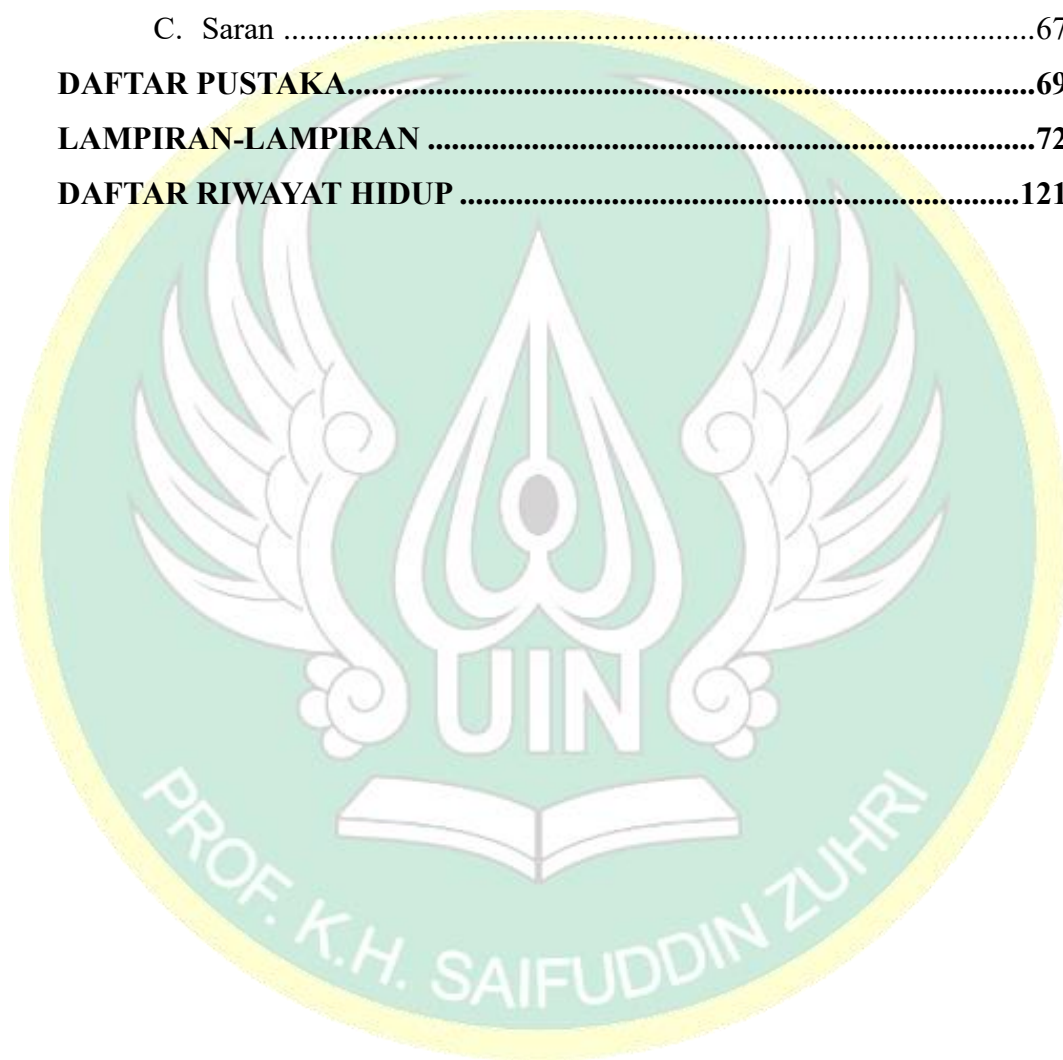 C. Saran ....................................................................................67
DAFTAR PUSTAKA.............................................................................69
LAMPIRAN-LAMPIRAN ....................................................................72
DAFTAR RIWAYAT HIDUP ..............................................................121
UIN
PROF. K.H. SAIFUDDIN ZUHRI